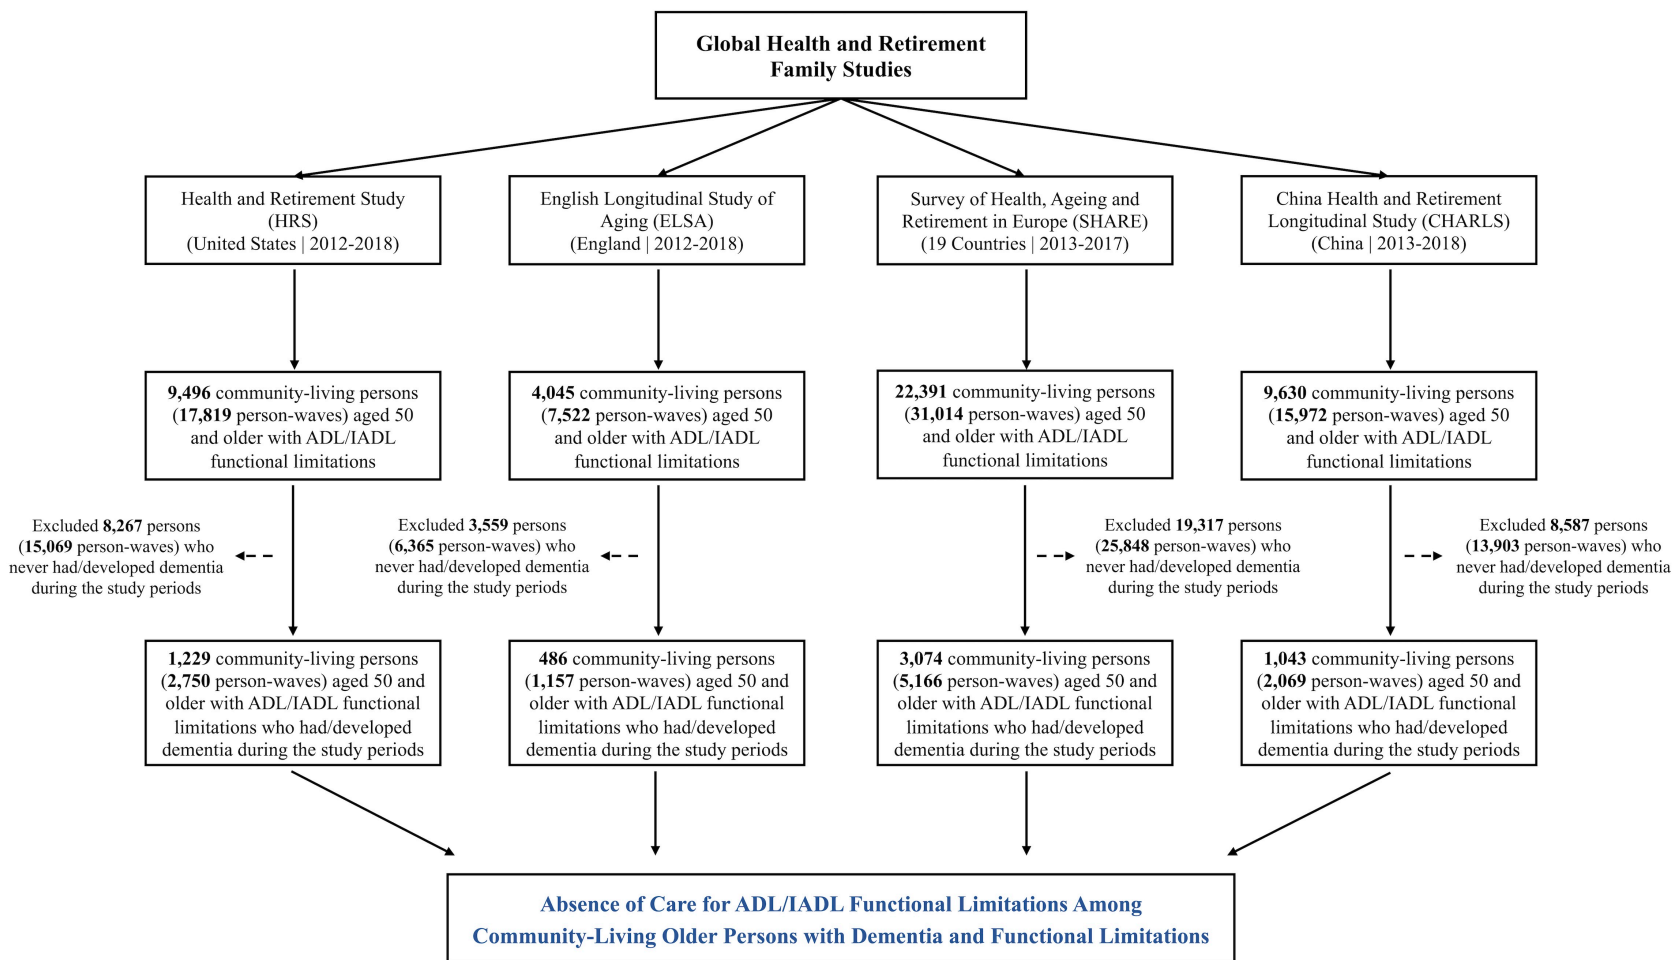 Global Health and Retirement
Family Studies
Health and Retirement Study
(HRS)
(United States | 2012-2018)
English Longitudinal Study of
Aging (ELSA)
(England | 2012-2018)
Survey of Health, Ageing and
Retirement in Europe (SHARE)
(19 Countries | 2013-2017)
China Health and Retirement
Longitudinal Study (CHARLS)
(China | 2013-2018)
9,496 community-living persons
(17,819 person-waves) aged 50
and older with ADL/IADL
functional limitations
4,045 community-living persons
(7,522 person-waves) aged 50
and older with ADL/IADL
functional limitations
22,391 community-living persons
(31,014 person-waves) aged 50
and older with ADL/IADL
functional limitations
9,630 community-living persons
(15,972 person-waves) aged 50
and older with ADL/IADL
functional limitations
Excluded 8,267 persons
(15,069 person-waves) who
never had/developed dementia
during the study periods
Excluded 3,559 persons
(6,365 person-waves) who
never had/developed dementia
during the study periods
Excluded 19,317 persons
(25,848 person-waves) who
never had/developed dementia
during the study periods
Excluded 8,587 persons
(13,903 person-waves) who
never had/developed dementia
during the study periods
1,229 community-living persons
(2,750 person-waves) aged 50 and
older with ADL/IADL functional
limitations who had/developed
dementia during the study periods
486 community-living persons
(1,157 person-waves) aged 50 and
older with ADL/IADL functional
limitations who had/developed
dementia during the study periods
3,074 community-living persons
(5,166 person-waves) aged 50 and
older with ADL/IADL functional
limitations who had/developed
dementia during the study periods
1,043 community-living persons
(2,069 person-waves) aged 50 and
older with ADL/IADL functional
limitations who had/developed
dementia during the study periods
Absence of Care for ADL/IADL Functional Limitations Among
Community-Living Older Persons with Dementia and Functional Limitations